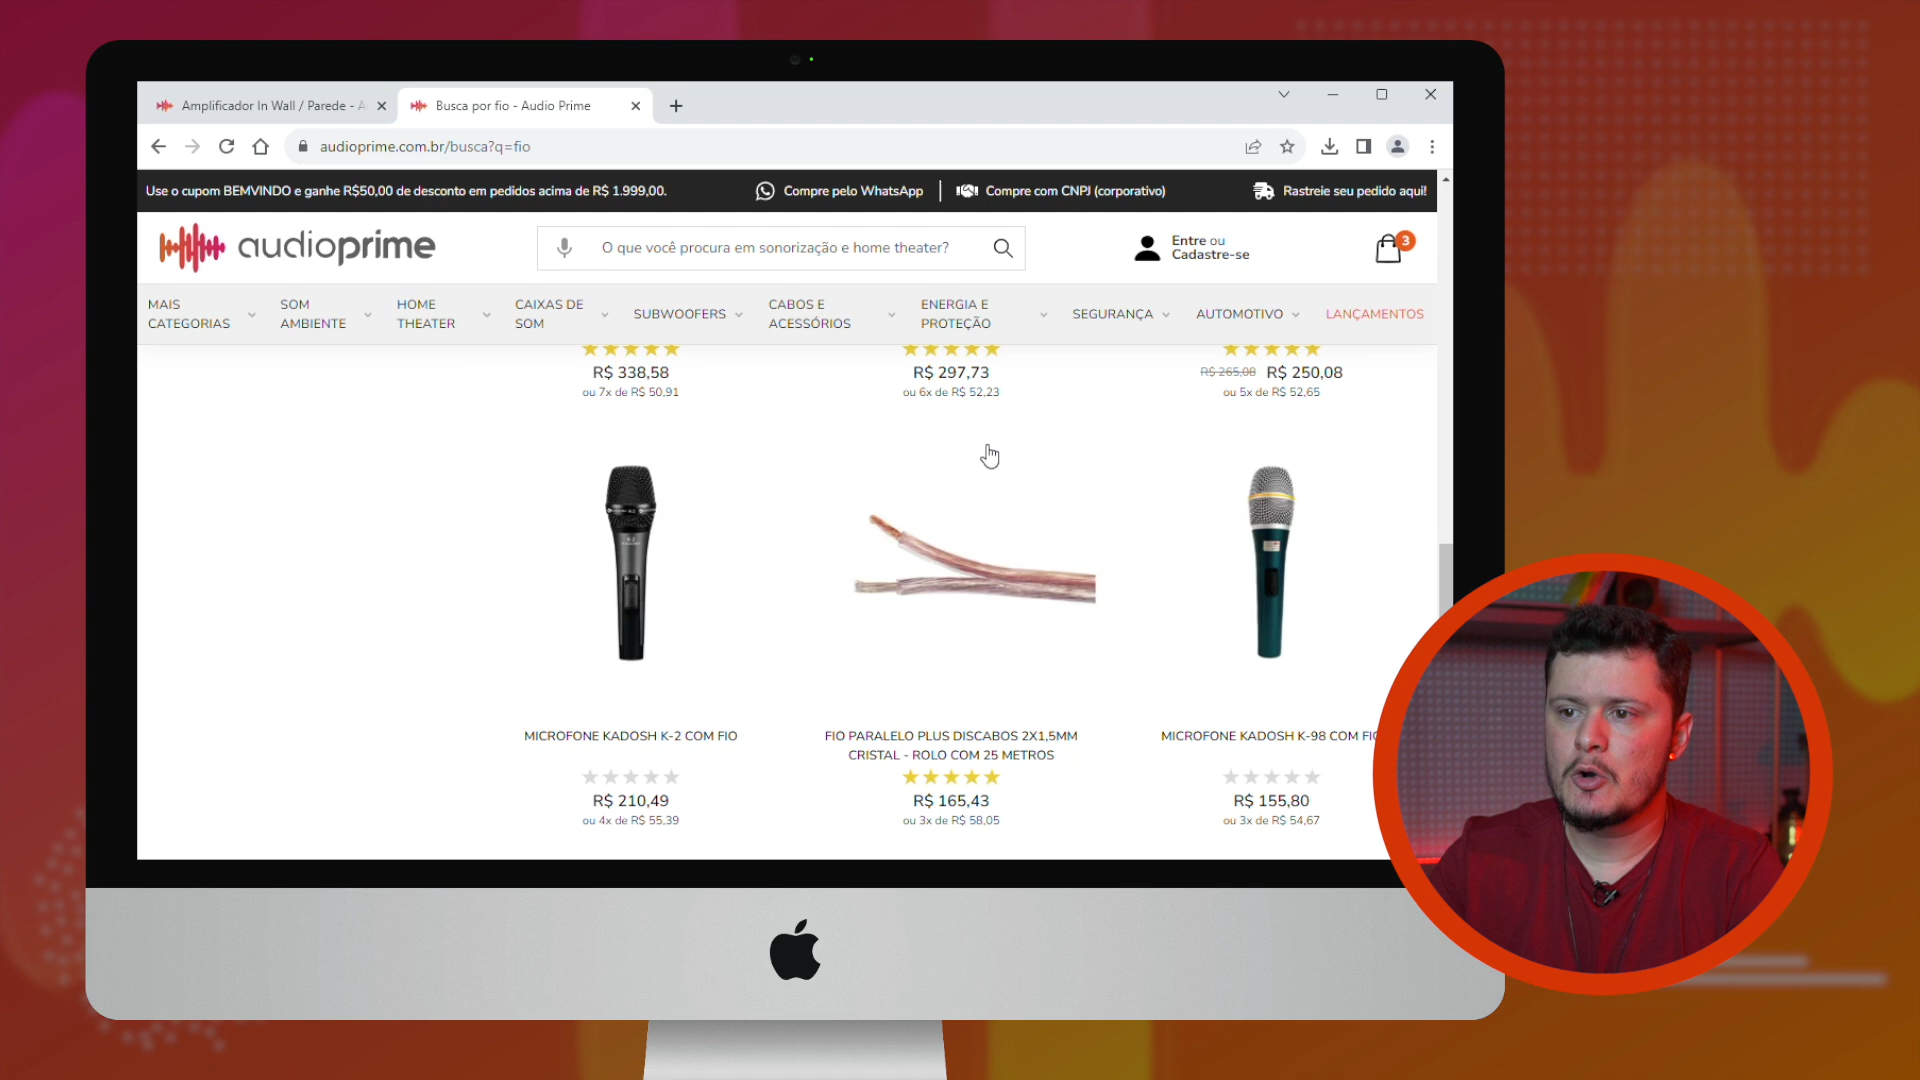 Amplificador In Wall / Parede - A
Busca por fio - Audio Prime
audioprime.com.br/busca?q=fio
Use o cupom BEMVINDO e ganhe R$50,00 de desconto em pedidos acima de R$ 1.999,00.
Compre pelo WhatsApp
Compre com CNPJ (corporativo)
Rastreie seu pedido aqui!
audioprime
O que você procura em sonorização e home theater?
Entre ou
Cadastre-se
3
MAIS
CATEGORIAS
SOM
AMBIENTE
HOME
THEATER
CAIXAS DE
SOM
SUBWOOFERS
CABOS E
ACESSÓRIOS
ENERGIA E
PROTEÇÃO
SEGURANÇA
AUTOMOTIVO
LANÇAMENTOS
R$ 338,58
ou 7x de R$ 50,91
R$ 297,73
ou 6x de R$ 52,23
R$ 265,08 R$ 250,08
ou 5x de R$ 52,65
MICROFONE KADOSH K-2 COM FIO
R$ 210,49
ou 4x de R$ 55,39
FIO PARALELO PLUS DISCABOS 2X1,5MM
CRISTAL - ROLO COM 25 METROS
R$ 165,43
ou 3x de R$ 58,05
MICROFONE KADOSH K-98 COM FIO
R$ 155,80
ou 3x de R$ 54,67